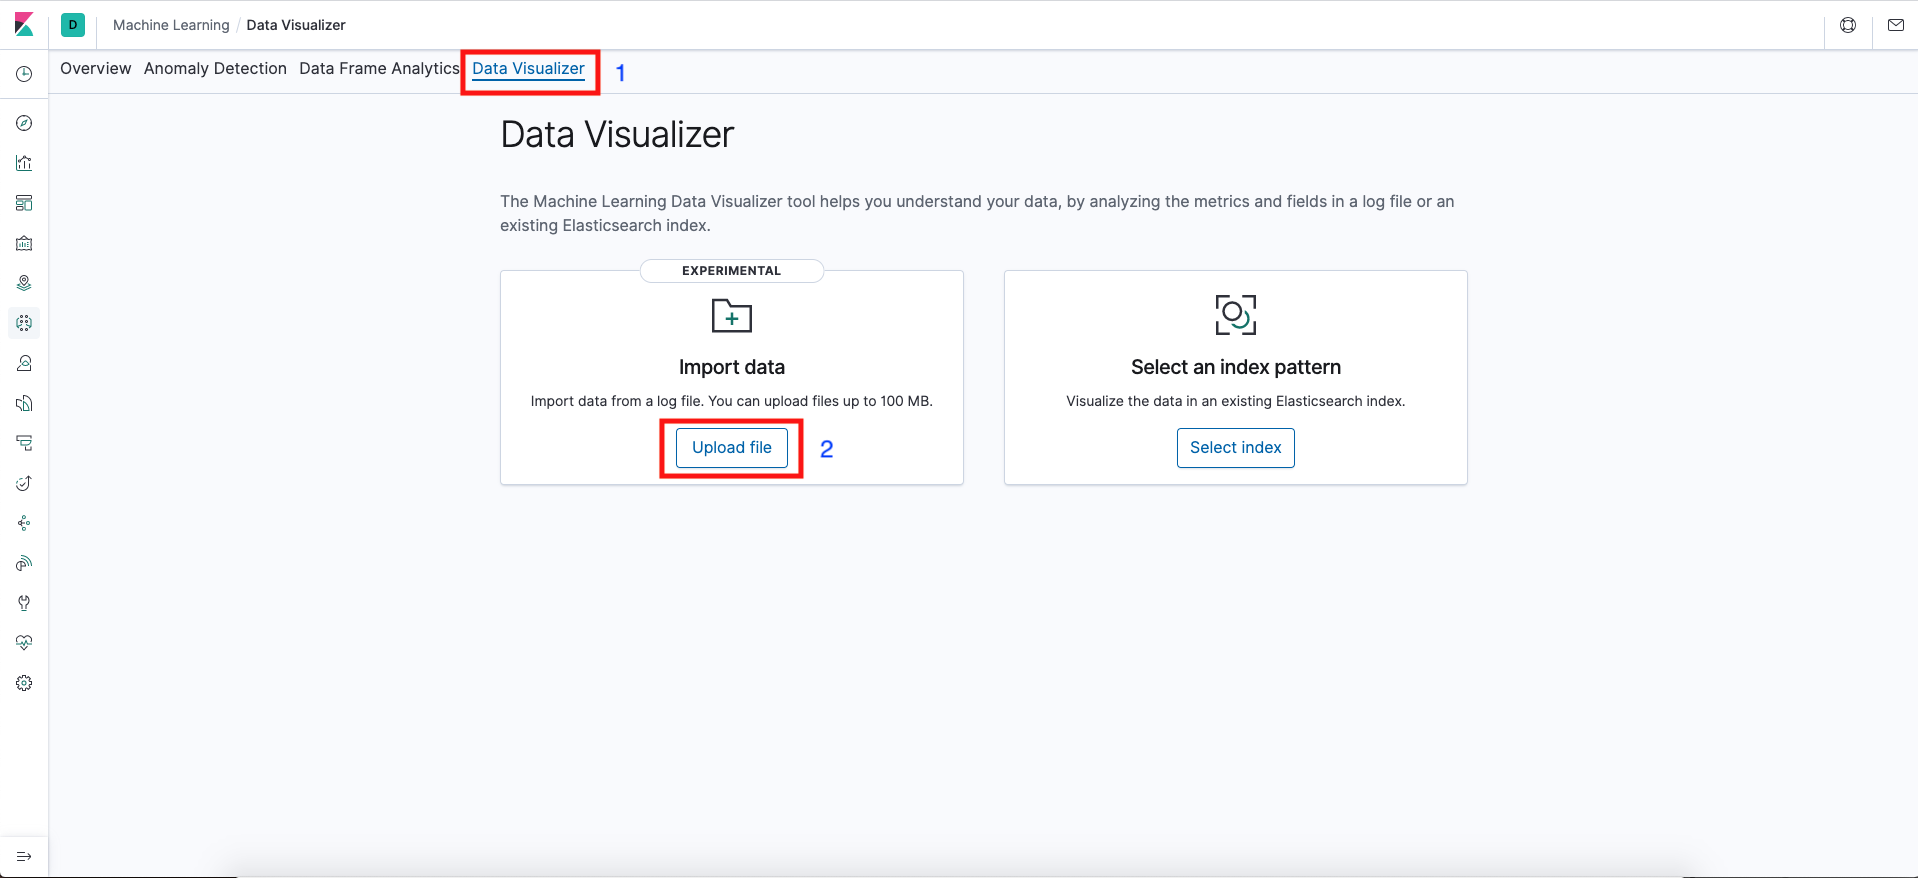 D Machine Learning / Data Visualizer
Overview Anomaly Detection Data Frame Analytics Data Visualizer 1
Data Visualizer
The Machine Learning Data Visualizer tool helps you understand your data, by analyzing the metrics and fields in a log file or an
existing Elasticsearch index.
EXPERIMENTAL
Import data
Import data from a log file. You can upload files up to 100 MB.
Upload file 2
Select an index pattern
Visualize the data in an existing Elasticsearch index.
Select index